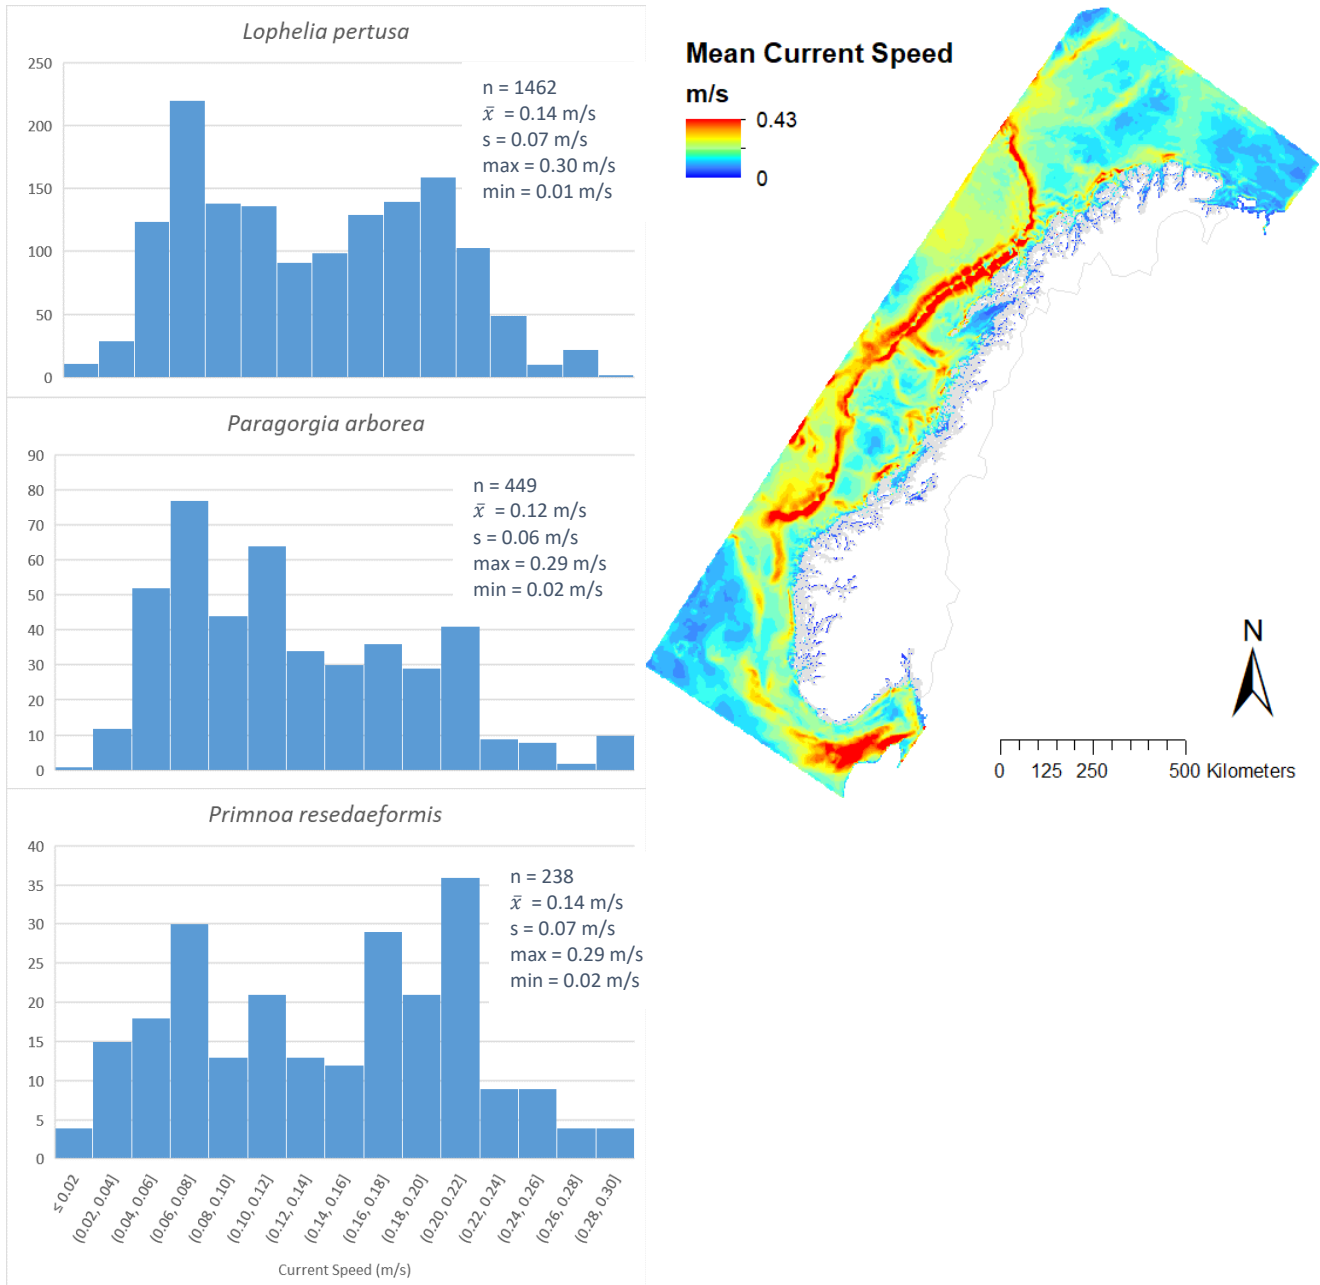 Lophelia pertusa
250
200
150
100
50
0
n = 1462
x̄ = 0.14 m/s
s = 0.07 m/s
max = 0.30 m/s
min = 0.01 m/s
Paragorgia arborea
90
80
70
60
50
40
30
20
10
0
n = 449
x̄ = 0.12 m/s
s = 0.06 m/s
max = 0.29 m/s
min = 0.02 m/s
Primnoa resedaeformis
40
35
30
25
20
15
10
5
0
n = 238
x̄ = 0.14 m/s
s = 0.07 m/s
max = 0.29 m/s
min = 0.02 m/s
≤ 0.02
(0.02, 0.04]
(0.04, 0.06]
(0.06, 0.08]
(0.08, 0.10]
(0.10, 0.12]
(0.12, 0.14]
(0.14, 0.16]
(0.16, 0.18]
(0.18, 0.20]
(0.20, 0.22]
(0.22, 0.24]
(0.24, 0.26]
(0.26, 0.28]
(0.28, 0.30]
Current Speed (m/s)
Mean Current Speed
m/s
0.43
0
N
0 125 250 500 Kilometers